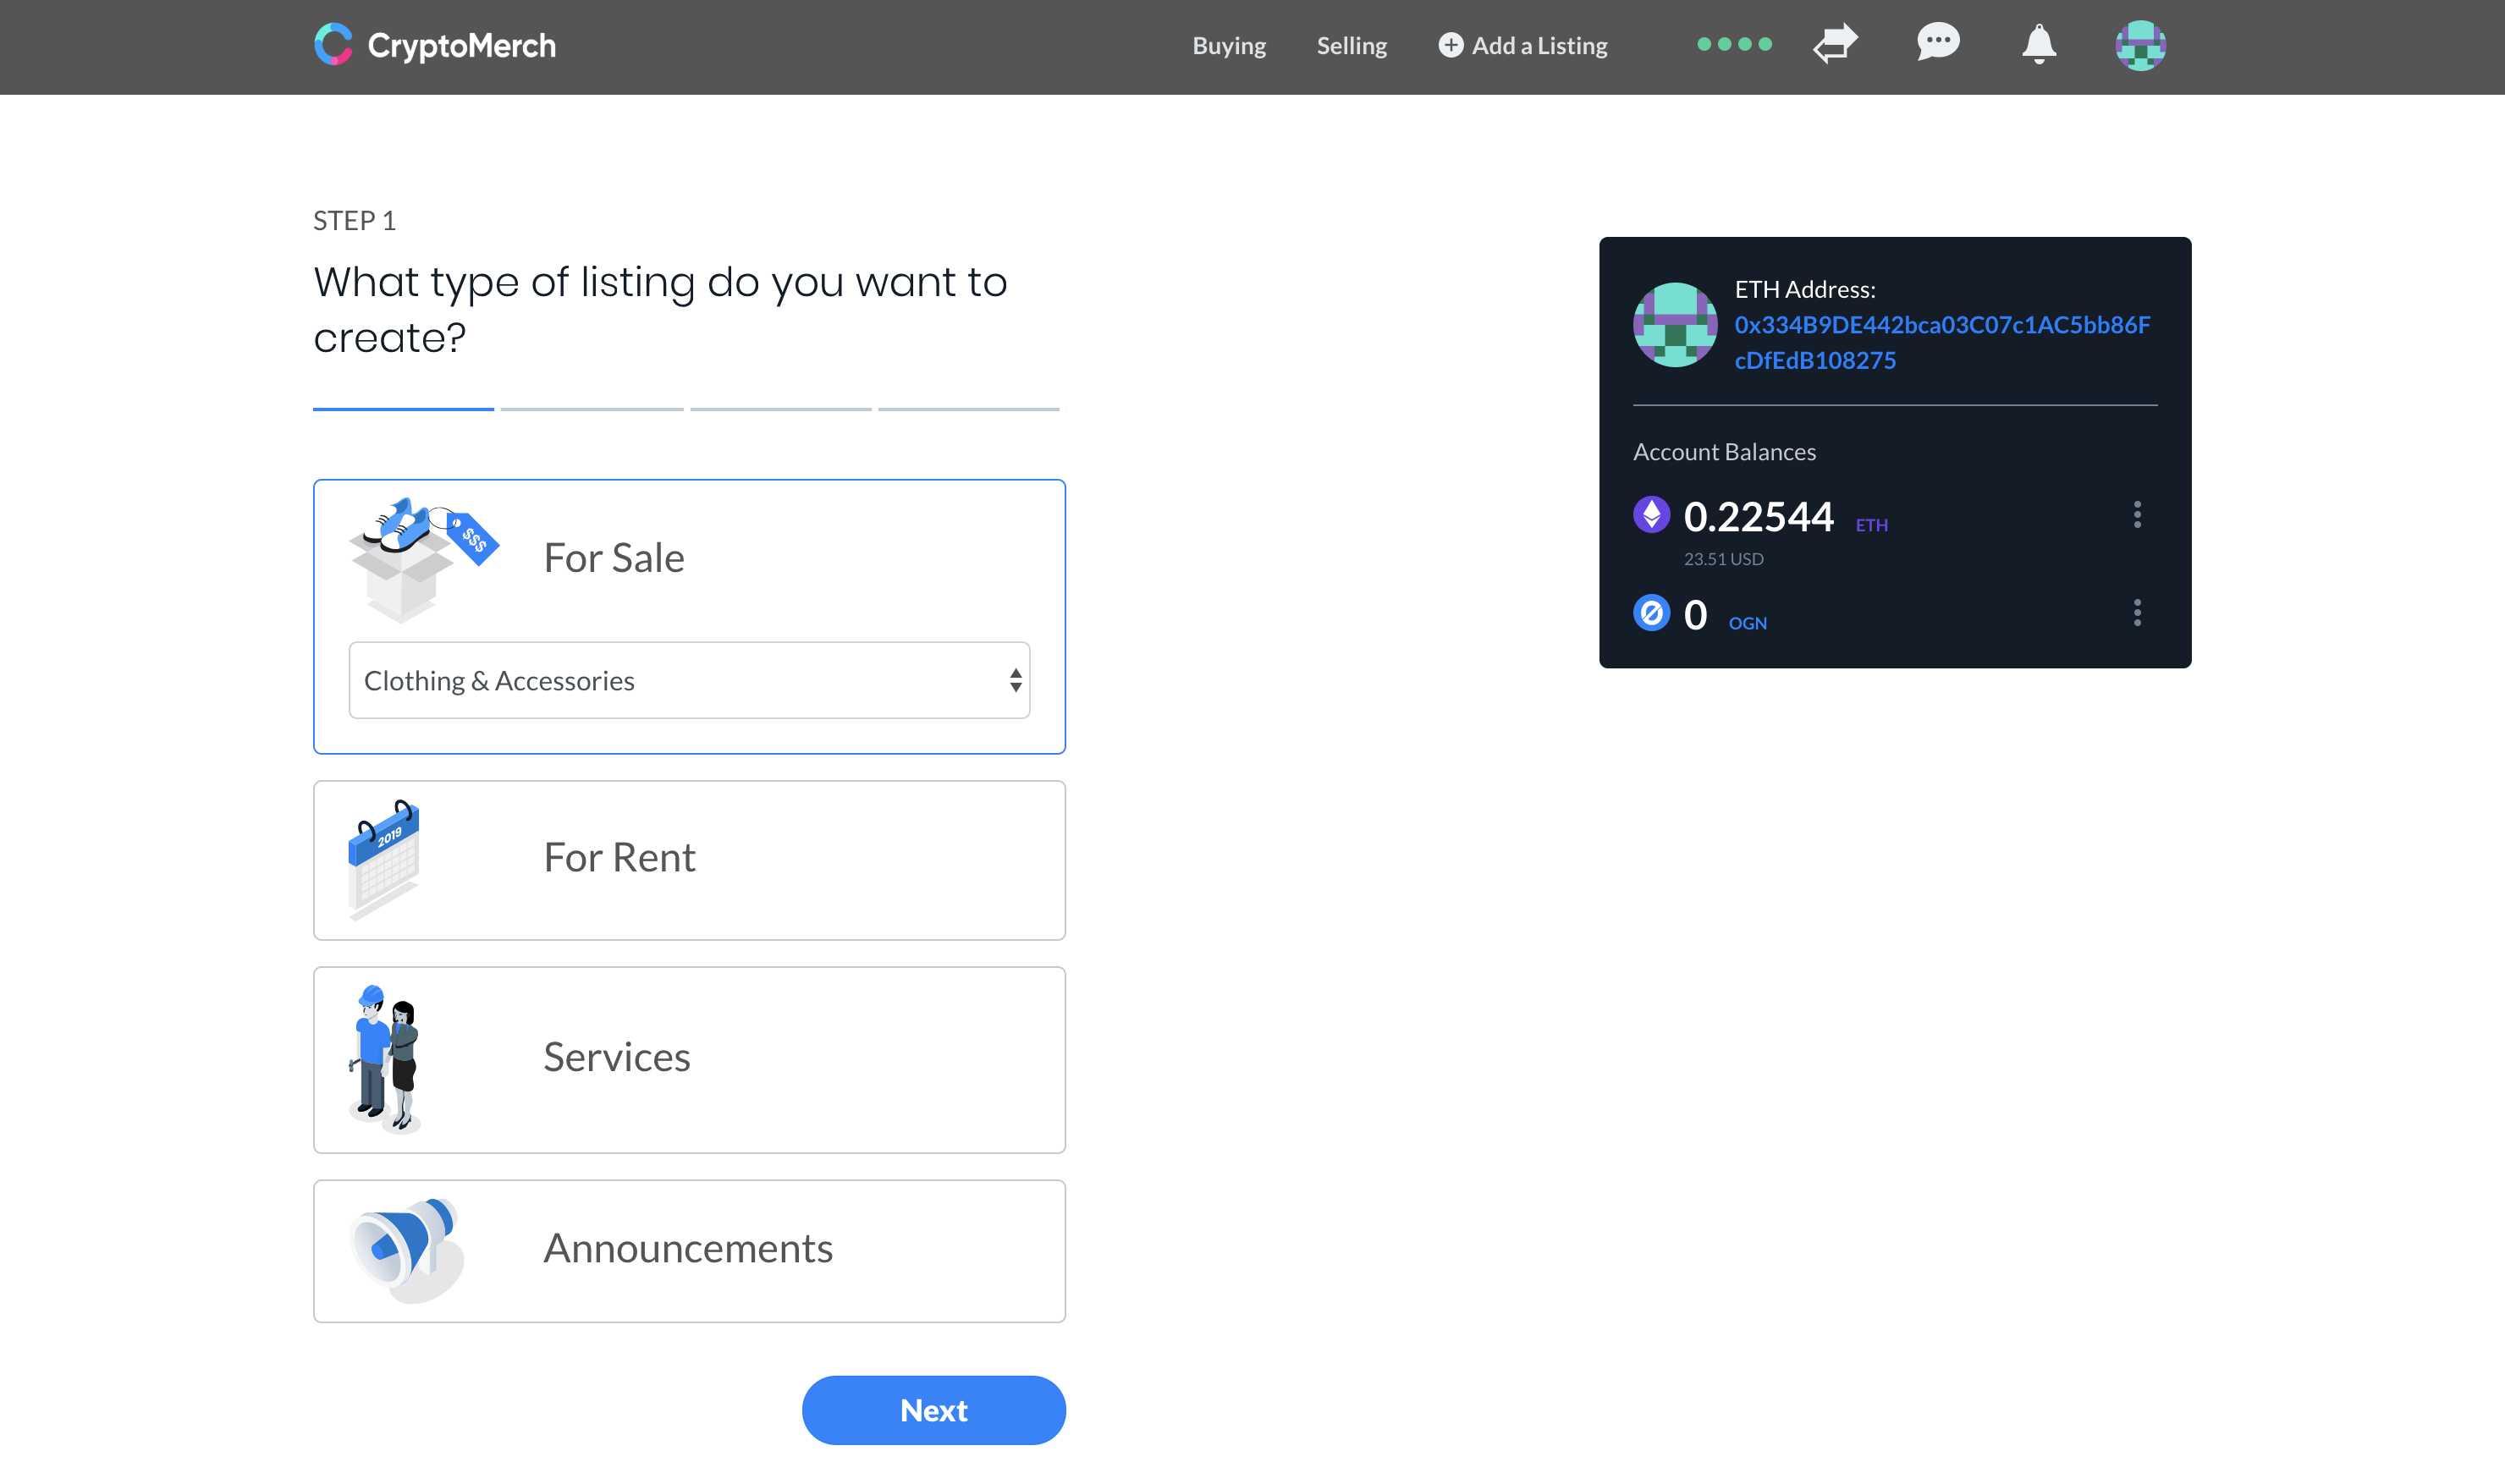 CryptoMerch
Buying
Selling
Add a Listing
STEP 1
What type of listing do you want to
create?
$$$
For Sale
Clothing & Accessories
2019
For Rent
Services
Announcements
Next
ETH Address:
0x334B9DE442bca03C07c1AC5bb86F
cDfEdB108275
Account Balances
0.22544 ETH
23.51 USD
0 OGN